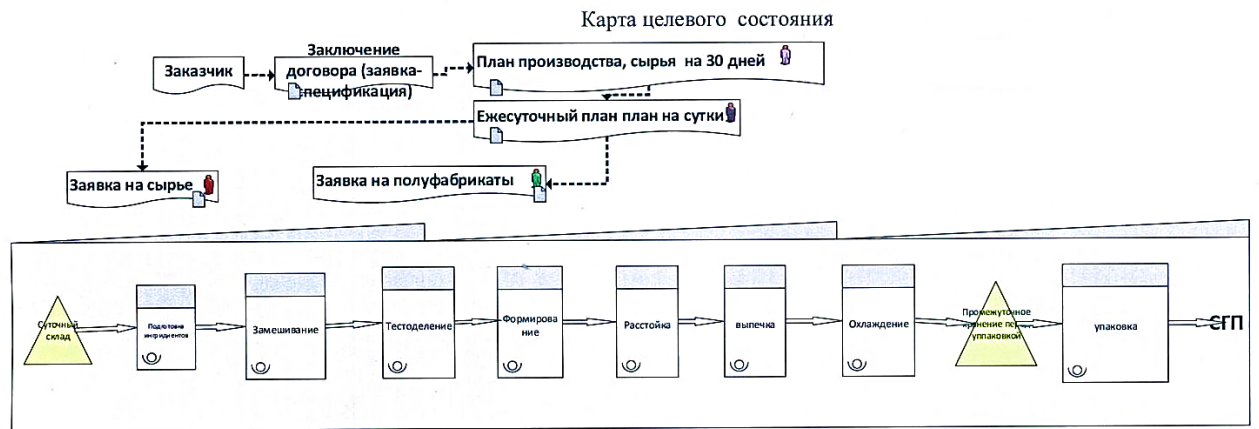 Карта целевого состояния
Заказчик
Заключение
договора (заявка-
спецификация)
План производства, сырья на 30 дней
Ежесуточный план план на сутки
Заявка на сырье
Заявка на полуфабрикаты
Суточный
склад
Подготовка
ингридиентов
Замешивание
Тестоделение
Формирова
ние
Расстойка
выпечка
Охлаждение
Промежуточное
хранение перед
уппаковкой
упаковка
СГП